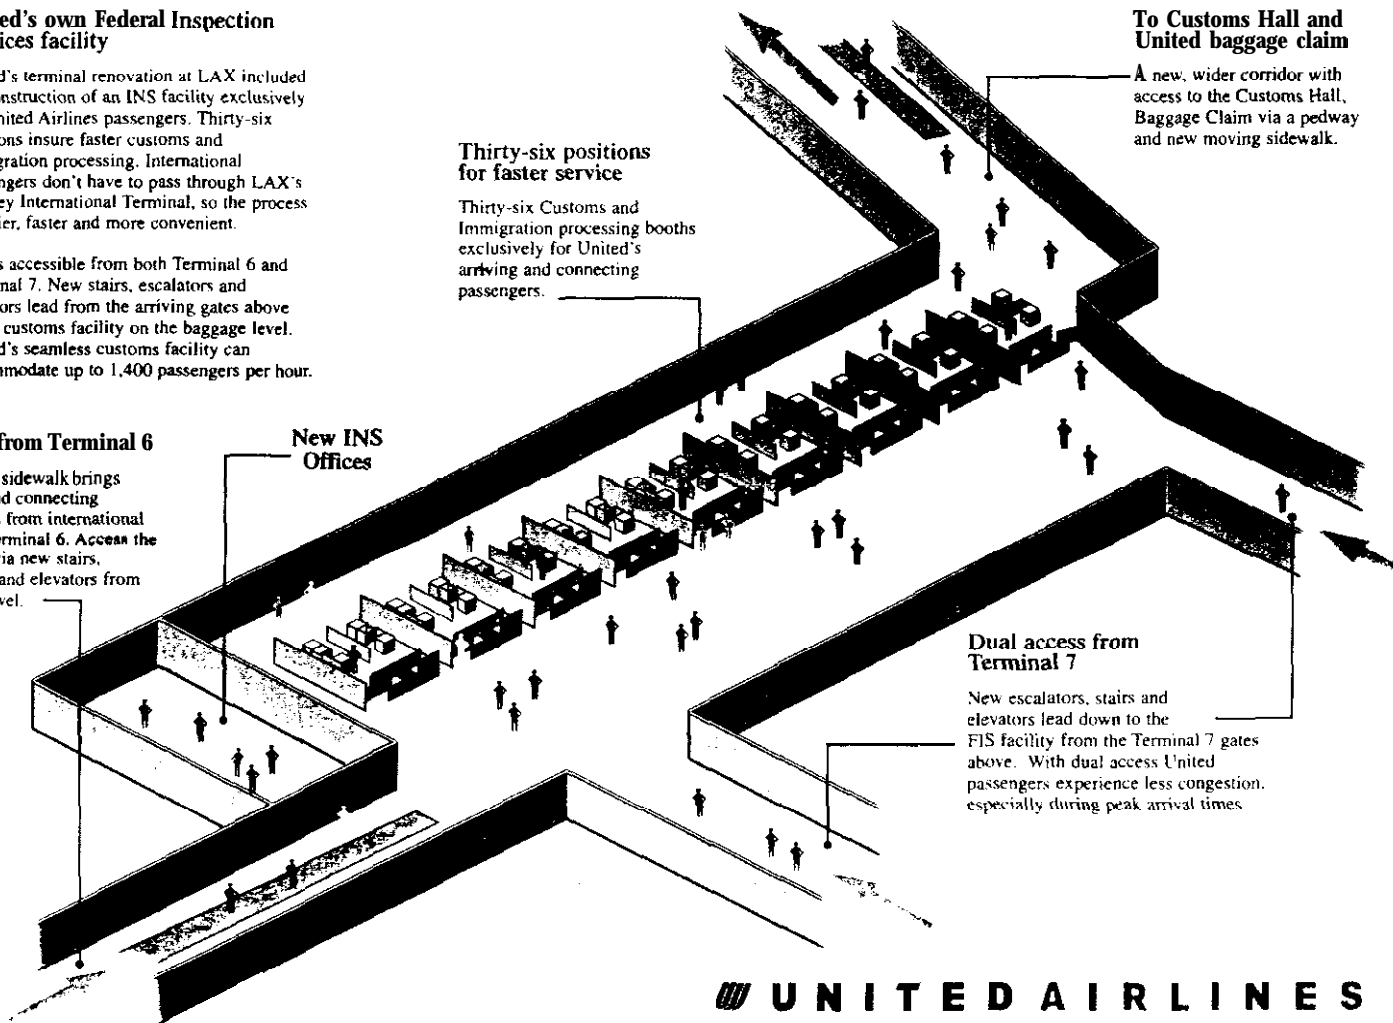 ed's own Federal Inspection
ices facility
d's terminal renovation at LAX included
nstruction of an INS facility exclusively
nited Airlines passengers. Thirty-six
ons insure faster customs and
gration processing. International
ngers don't have to pass through LAX's
ey International Terminal, so the process
ier, faster and more convenient.
s accessible from both Terminal 6 and
nal 7. New stairs, escalators and
ors lead from the arriving gates above
customs facility on the baggage level.
d's seamless customs facility can
mmodate up to 1,400 passengers per hour.
from Terminal 6
sidewalk brings
d connecting
from international
erminal 6. Access the
ia new stairs,
and elevators from
vel.
New INS
Offices
Thirty-six positions
for faster service
Thirty-six Customs and
Immigration processing booths
exclusively for United's
arriving and connecting
passengers.
To Customs Hall and
United baggage claim
A new, wider corridor with
access to the Customs Hall,
Baggage Claim via a pedway
and new moving sidewalk.
Dual access from
Terminal 7
New escalators, stairs and
elevators lead down to the
FIS facility from the Terminal 7 gates
above. With dual access United
passengers experience less congestion,
especially during peak arrival times
UNITED AIRLINES